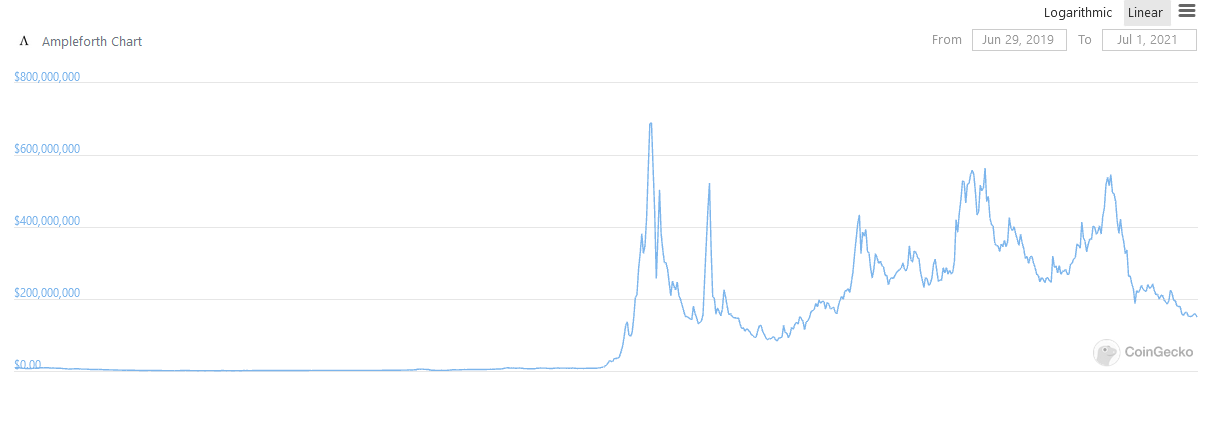 Logarithmic Linear
Λ Ampleforth Chart
From Jun 29, 2019 To Jul 1, 2021
$800,000,000
$600,000,000
$400,000,000
$200,000,000
$0.00
CoinGecko